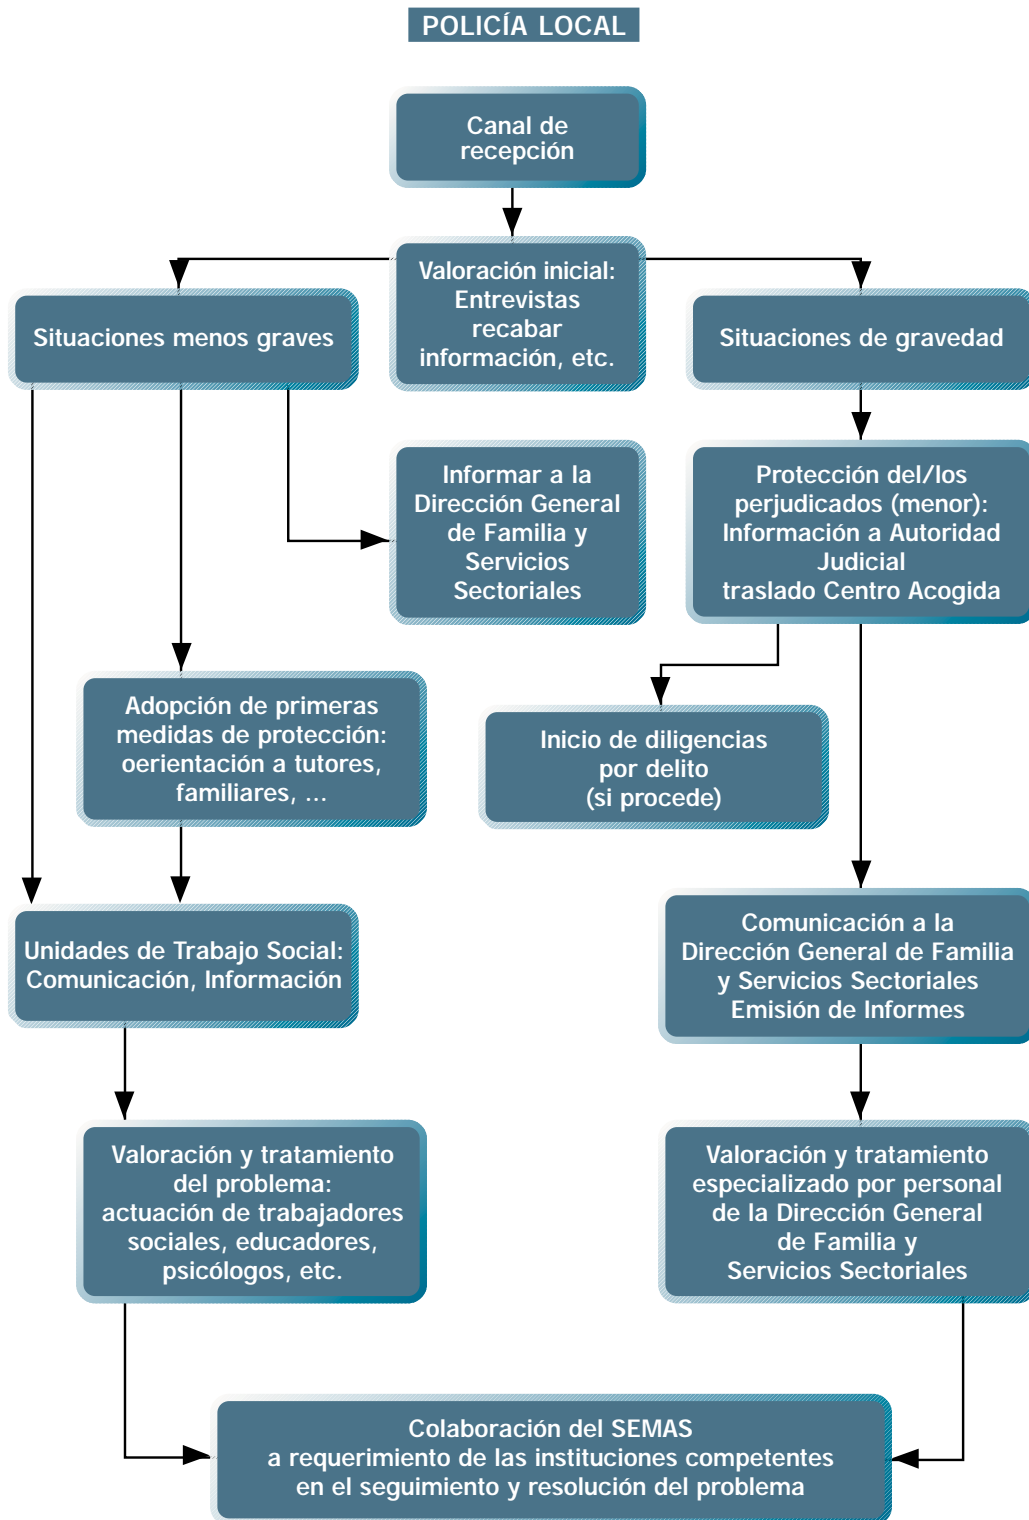 POLICÍA LOCAL
Canal de
recepción
Valoración inicial:
Entrevistas
recabar
información, etc.
Situaciones menos graves
Situaciones de gravedad
Informar a la
Dirección General
de Familia y
Servicios
Sectoriales
Protección del/los
perjudicados (menor):
Información a Autoridad
Judicial
traslado Centro Acogida
Adopción de primeras
medidas de protección:
oerientación a tutores,
familiares, ...
Inicio de diligencias
por delito
(si procede)
Unidades de Trabajo Social:
Comunicación, Información
Comunicación a la
Dirección General de Familia
y Servicios Sectoriales
Emisión de Informes
Valoración y tratamiento
del problema:
actuación de trabajadores
sociales, educadores,
psicólogos, etc.
Valoración y tratamiento
especializado por personal
de la Dirección General
de Familia y
Servicios Sectoriales
Colaboración del SEMAS
a requerimiento de las instituciones competentes
en el seguimiento y resolución del problema